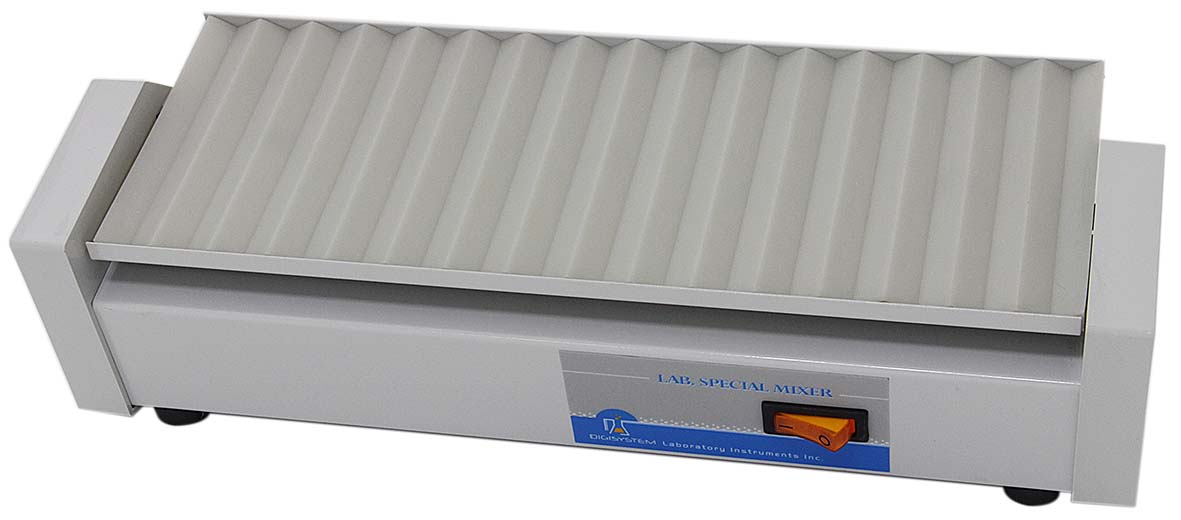 LAB. SPECIAL MIXER
DIGISYSTEM Laboratory Instruments Inc.